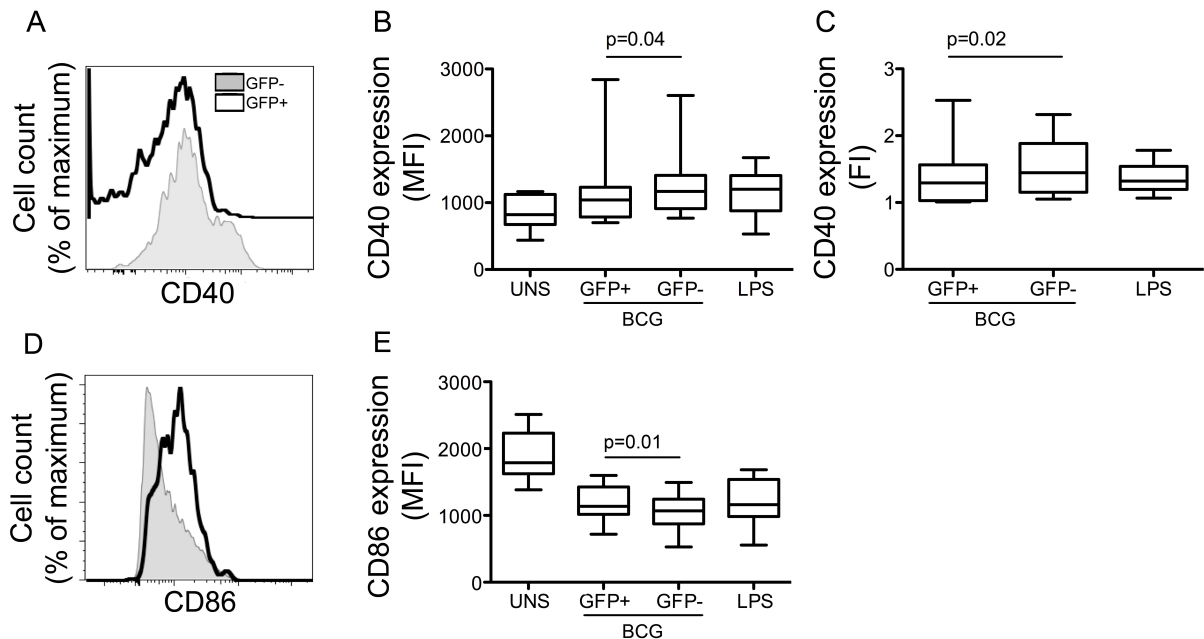 A
Cell count
(% of maximum)
GFP-
GFP+
CD40
B
CD40 expression
(MFI)
p=0.04
3000
2000
1000
0
UNS
GFP+
GFP-
LPS
BCG
C
CD40 expression
(FI)
p=0.02
3
2
1
0
GFP+
GFP-
LPS
BCG
D
Cell count
(% of maximum)
CD86
E
CD86 expression
(MFI)
p=0.01
3000
2000
1000
0
UNS
GFP+
GFP-
LPS
BCG